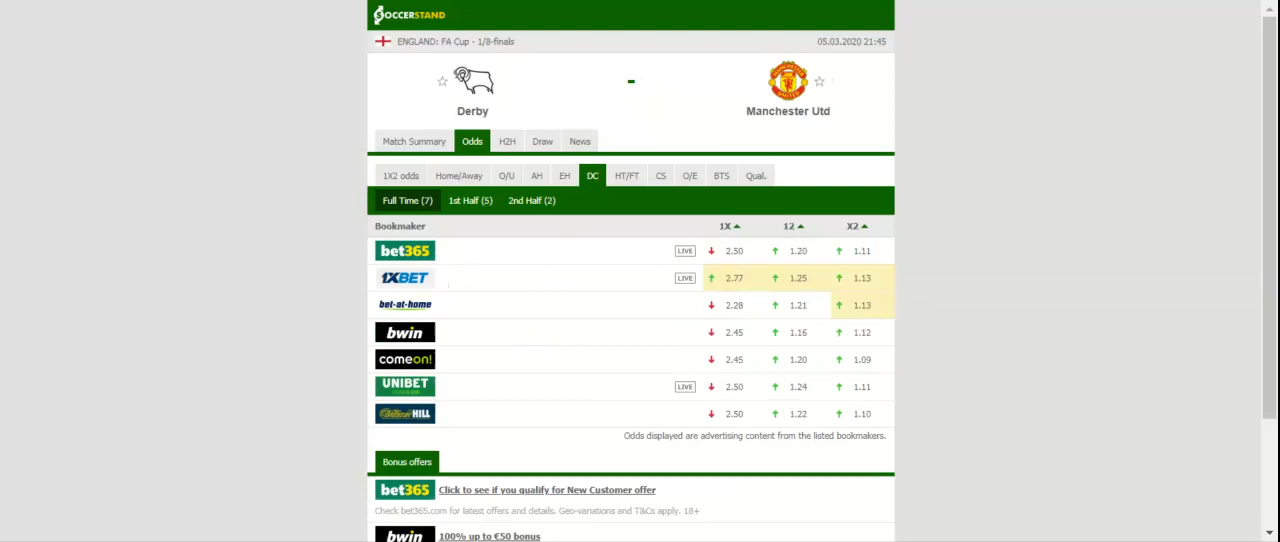 SOCCERSTAND
ENGLAND: FA Cup - 1/8-finals 05.03.2020 21:45
-
Derby Manchester Utd
Match Summary Odds H2H Draw News
1X2 odds Home/Away O/U AH EH DC HT/FT CS O/E BTS Qual.
Full Time (7) 1st Half (5) 2nd Half (2)
Bookmaker 1X 12 X2
bet365 LIVE 2.50 1.20 1.11
1XBET LIVE 2.77 1.25 1.13
bet-at-home 2.28 1.21 1.13
bwin 2.45 1.16 1.12
comeon! 2.45 1.20 1.09
UNIBET LIVE 2.50 1.24 1.11
William HILL 2.50 1.22 1.10
Odds displayed are advertising content from the listed bookmakers.
Bonus offers
bet365 Click to see if you qualify for New Customer offer
Check bet365.com for latest offers and details. Geo-variations and T&Cs apply. 18+
bwin 100% up to €50 bonus